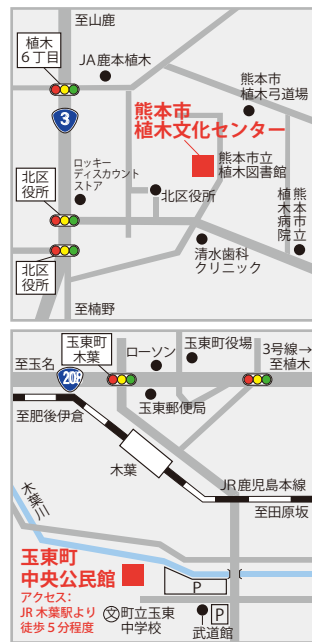 至山鹿
植木
6丁目
JA鹿本植木
熊本市
植木弓道場
3
熊本市
植木文化センター
ロッキー
ディスカウント
ストア
熊本市立
植木図書館
北区
役所
北区役所
熊本市立
植木病院
清水歯科
クリニック
北区
役所
至楠野
玉東町
木葉
ローソン
玉東町役場
3号線→
至植木
至玉名
208
玉東郵便局
至肥後伊倉
木葉
JR鹿児島本線
至田原坂
木葉川
玉東町
中央公民館
アクセス:
JR木葉駅より
徒歩5分程度
P
文
町立玉東
中学校
P
武道館